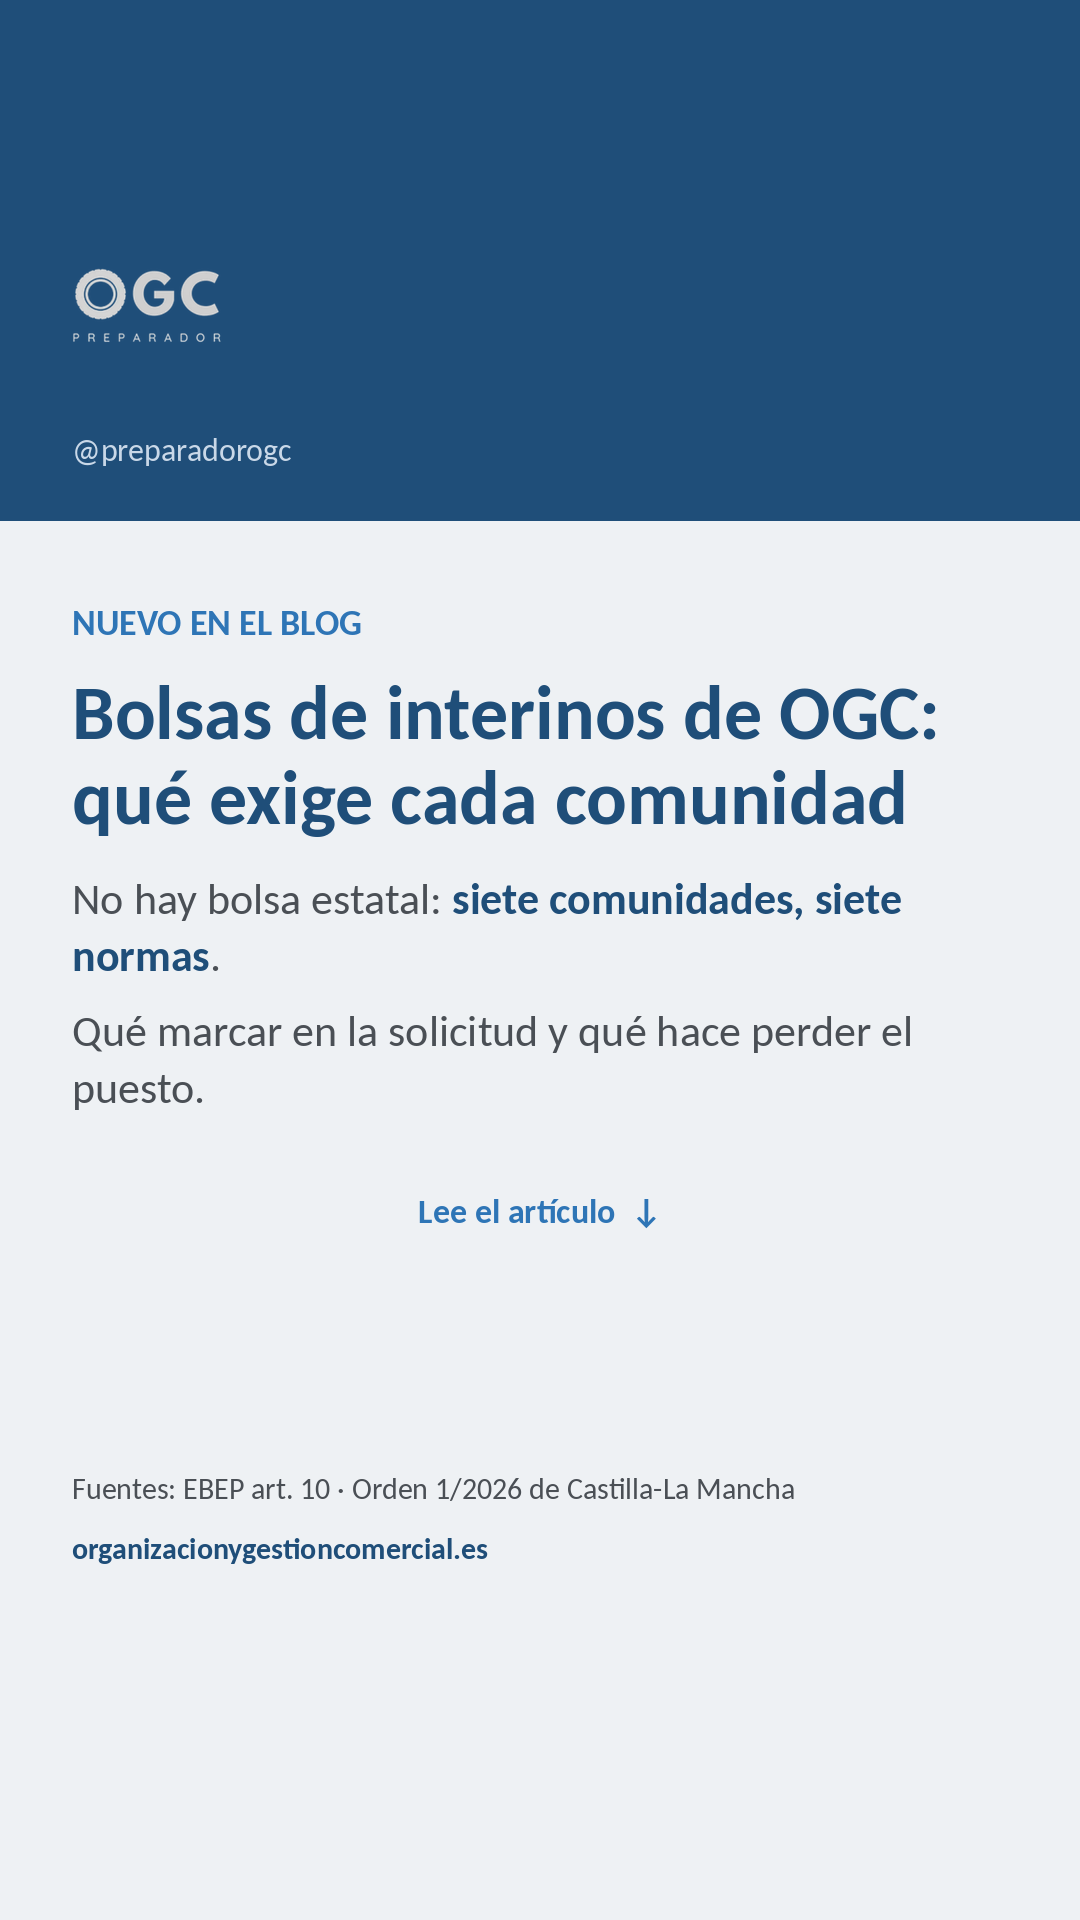 OGC
PREPARADOR
@preparadorogc
NUEVO EN EL BLOG
Bolsas de interinos de OGC:
qué exige cada comunidad
No hay bolsa estatal: siete comunidades, siete
normas.
Qué marcar en la solicitud y qué hace perder el
puesto.
Lee el artículo ↓
Fuentes: EBEP art. 10 · Orden 1/2026 de Castilla-La Mancha
organizacionygestioncomercial.es